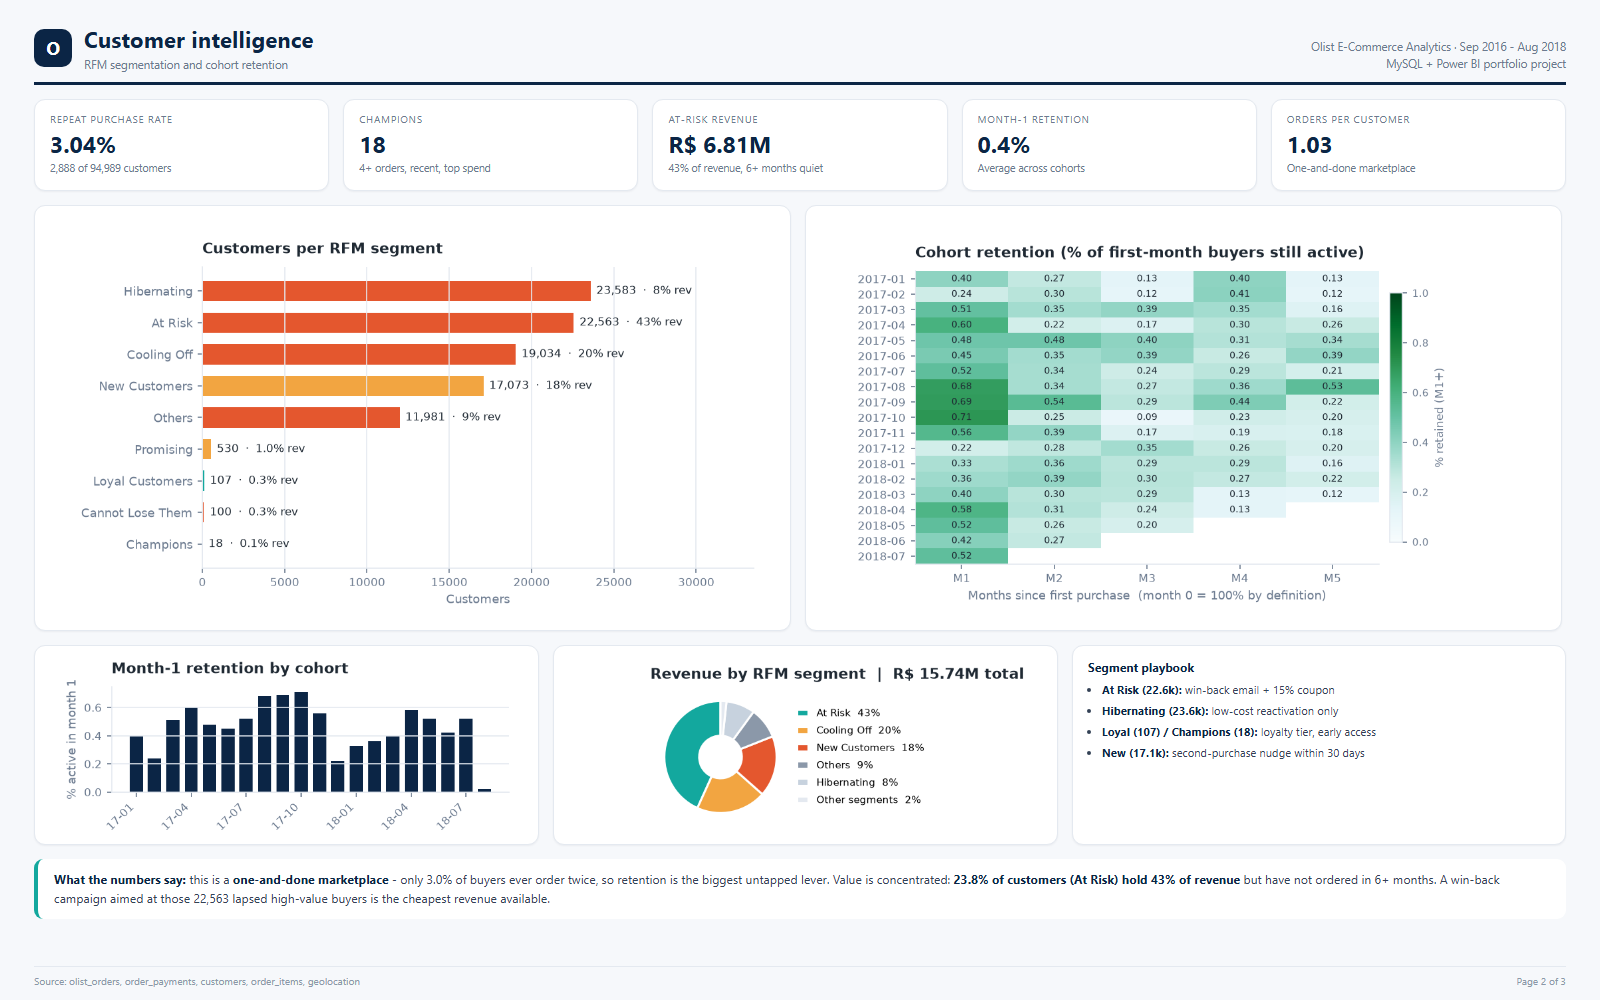 O
Customer intelligence
RFM segmentation and cohort retention
Olist E-Commerce Analytics · Sep 2016 - Aug 2018
MySQL + Power BI portfolio project
REPEAT PURCHASE RATE
3.04%
2,888 of 94,989 customers
CHAMPIONS
18
4+ orders, recent, top spend
AT-RISK REVENUE
R$ 6.81M
43% of revenue, 6+ months quiet
MONTH-1 RETENTION
0.4%
Average across cohorts
ORDERS PER CUSTOMER
1.03
One-and-done marketplace
Customers per RFM segment
Hibernating 23,583 · 8% rev
At Risk 22,563 · 43% rev
Cooling Off 19,034 · 20% rev
New Customers 17,073 · 18% rev
Others 11,981 · 9% rev
Promising 530 · 1.0% rev
Loyal Customers 107 · 0.3% rev
Cannot Lose Them 100 · 0.3% rev
Champions 18 · 0.1% rev
0 5000 10000 15000 20000 25000 30000
Customers
Cohort retention (% of first-month buyers still active)
2017-01 0.40 0.27 0.13 0.40 0.13
2017-02 0.24 0.30 0.12 0.41 0.12
2017-03 0.51 0.35 0.39 0.35 0.16
2017-04 0.60 0.22 0.17 0.30 0.26
2017-05 0.48 0.48 0.40 0.31 0.34
2017-06 0.45 0.35 0.39 0.26 0.39
2017-07 0.52 0.34 0.24 0.29 0.21
2017-08 0.68 0.34 0.27 0.36 0.53
2017-09 0.69 0.54 0.29 0.44 0.22
2017-10 0.71 0.25 0.09 0.23 0.20
2017-11 0.56 0.39 0.17 0.19 0.18
2017-12 0.22 0.28 0.35 0.26 0.20
2018-01 0.33 0.36 0.29 0.29 0.16
2018-02 0.36 0.39 0.30 0.27 0.22
2018-03 0.40 0.30 0.29 0.13 0.12
2018-04 0.58 0.31 0.24 0.13
2018-05 0.52 0.26 0.20
2018-06 0.42 0.27
2018-07 0.52
M1 M2 M3 M4 M5
Months since first purchase (month 0 = 100% by definition)
1.0
0.8
0.6
0.4
0.2
0.0
% retained (M1+)
Month-1 retention by cohort
% active in month 1
0.6
0.4
0.2
0.0
17-01 17-04 17-07 17-10 18-01 18-04 18-07
Revenue by RFM segment | R$ 15.74M total
At Risk 43%
Cooling Off 20%
New Customers 18%
Others 9%
Hibernating 8%
Other segments 2%
Segment playbook
• At Risk (22.6k): win-back email + 15% coupon
• Hibernating (23.6k): low-cost reactivation only
• Loyal (107) / Champions (18): loyalty tier, early access
• New (17.1k): second-purchase nudge within 30 days
What the numbers say: this is a one-and-done marketplace - only 3.0% of buyers ever order twice, so retention is the biggest untapped lever. Value is concentrated: 23.8% of customers (At Risk) hold 43% of revenue but have not ordered in 6+ months. A win-back
campaign aimed at those 22,563 lapsed high-value buyers is the cheapest revenue available.
Source: olist_orders, order_payments, customers, order_items, geolocation
Page 2 of 3